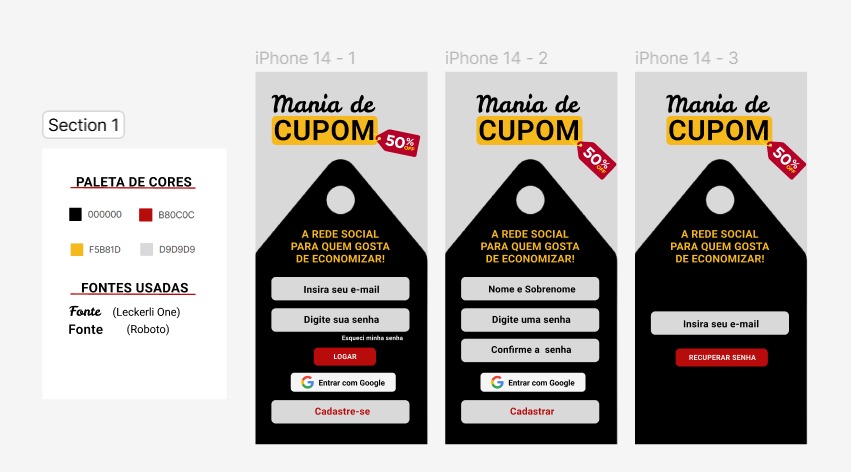 Section 1
PALETA DE CORES
000000
B80C0C
F5B81D
D9D9D9
FONTES USADAS
Fonte (Leckerli One)
Fonte (Roboto)
iPhone 14 - 1
Mania de
CUPOM
50%
OFF
A REDE SOCIAL
PARA QUEM GOSTA
DE ECONOMIZAR!
Insira seu e-mail
Digite sua senha
Esqueci minha senha
LOGAR
Entrar com Google
Cadastre-se
iPhone 14 - 2
Mania de
CUPOM
50%
OFF
A REDE SOCIAL
PARA QUEM GOSTA
DE ECONOMIZAR!
Nome e Sobrenome
Digite uma senha
Confirme a senha
Entrar com Google
Cadastrar
iPhone 14 - 3
Mania de
CUPOM
50%
OFF
A REDE SOCIAL
PARA QUEM GOSTA
DE ECONOMIZAR!
Insira seu e-mail
RECUPERAR SENHA